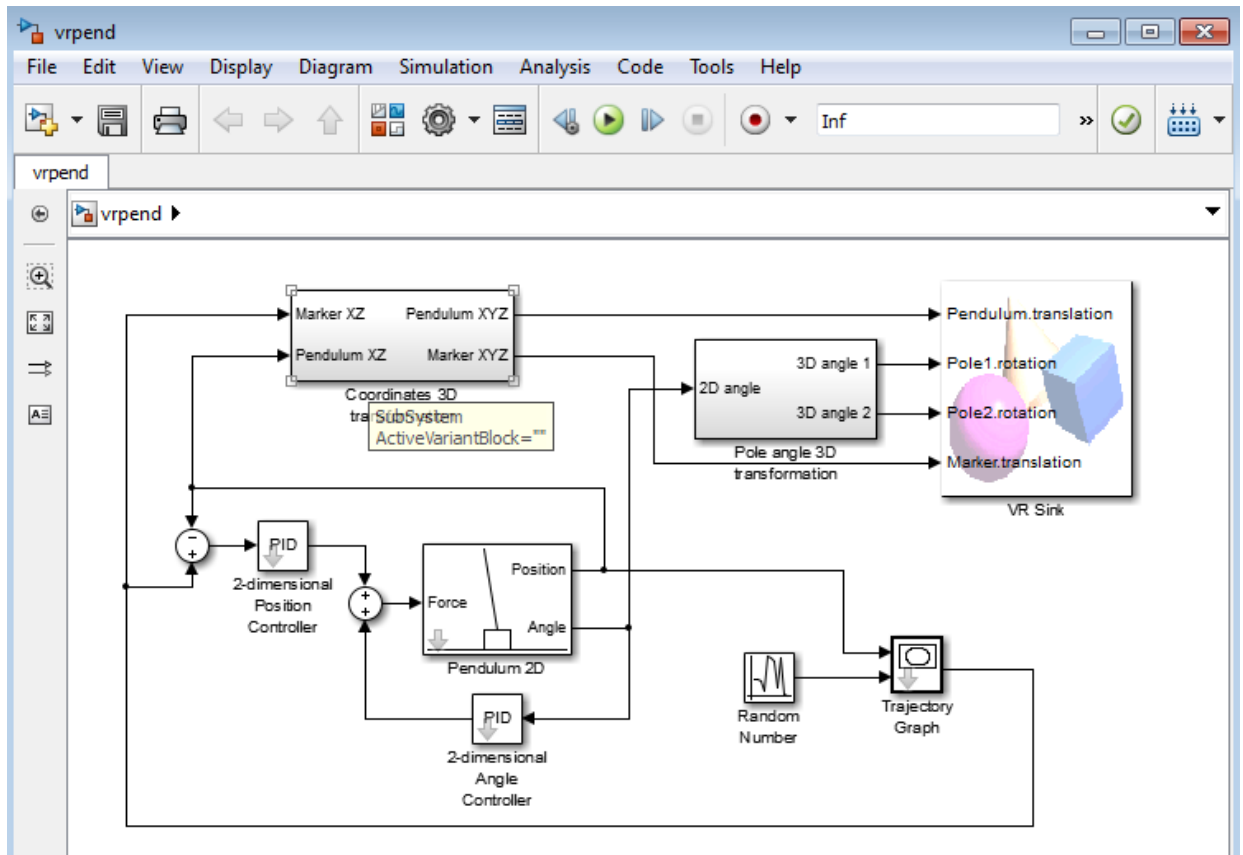 vrpend
File Edit View Display Diagram Simulation Analysis Code Tools Help
Inf »
vrpend
vrpend
Marker XZ Pendulum XYZ
Pendulum XZ Marker XYZ
Coordinates 3D
SubSystem
ActiveVariantBlock=""
2D angle
3D angle 1
3D angle 2
Pole angle 3D
transformation
Pendulum.translation
Pole1.rotation
Pole2.rotation
Marker.translation
VR Sink
PID
2-dimensional
Position
Controller
Force
Position
Angle
Pendulum 2D
PID
2-dimensional
Angle
Controller
Random
Number
Trajectory
Graph